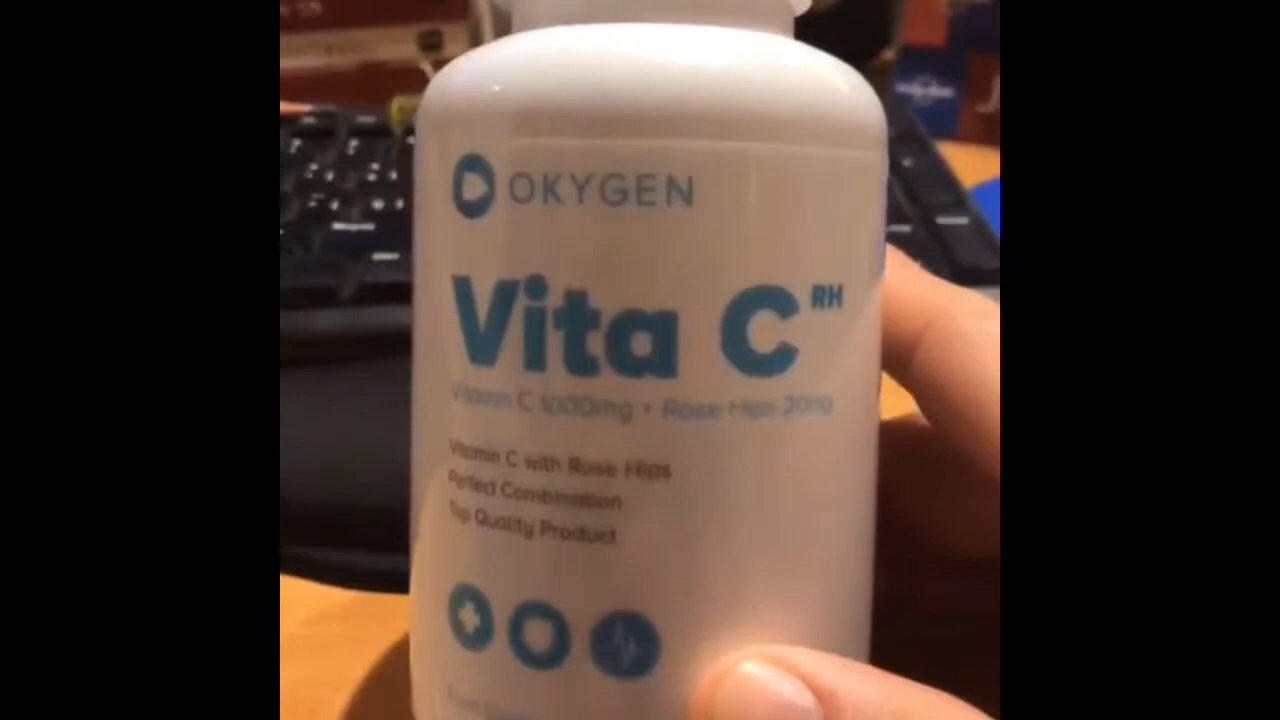 OKYGEN
Vita C RH
Vitamin C 1000mg + Rose Hips 20mg
Vitamin C with Rose Hips
Perfect Combination
Top Quality Product